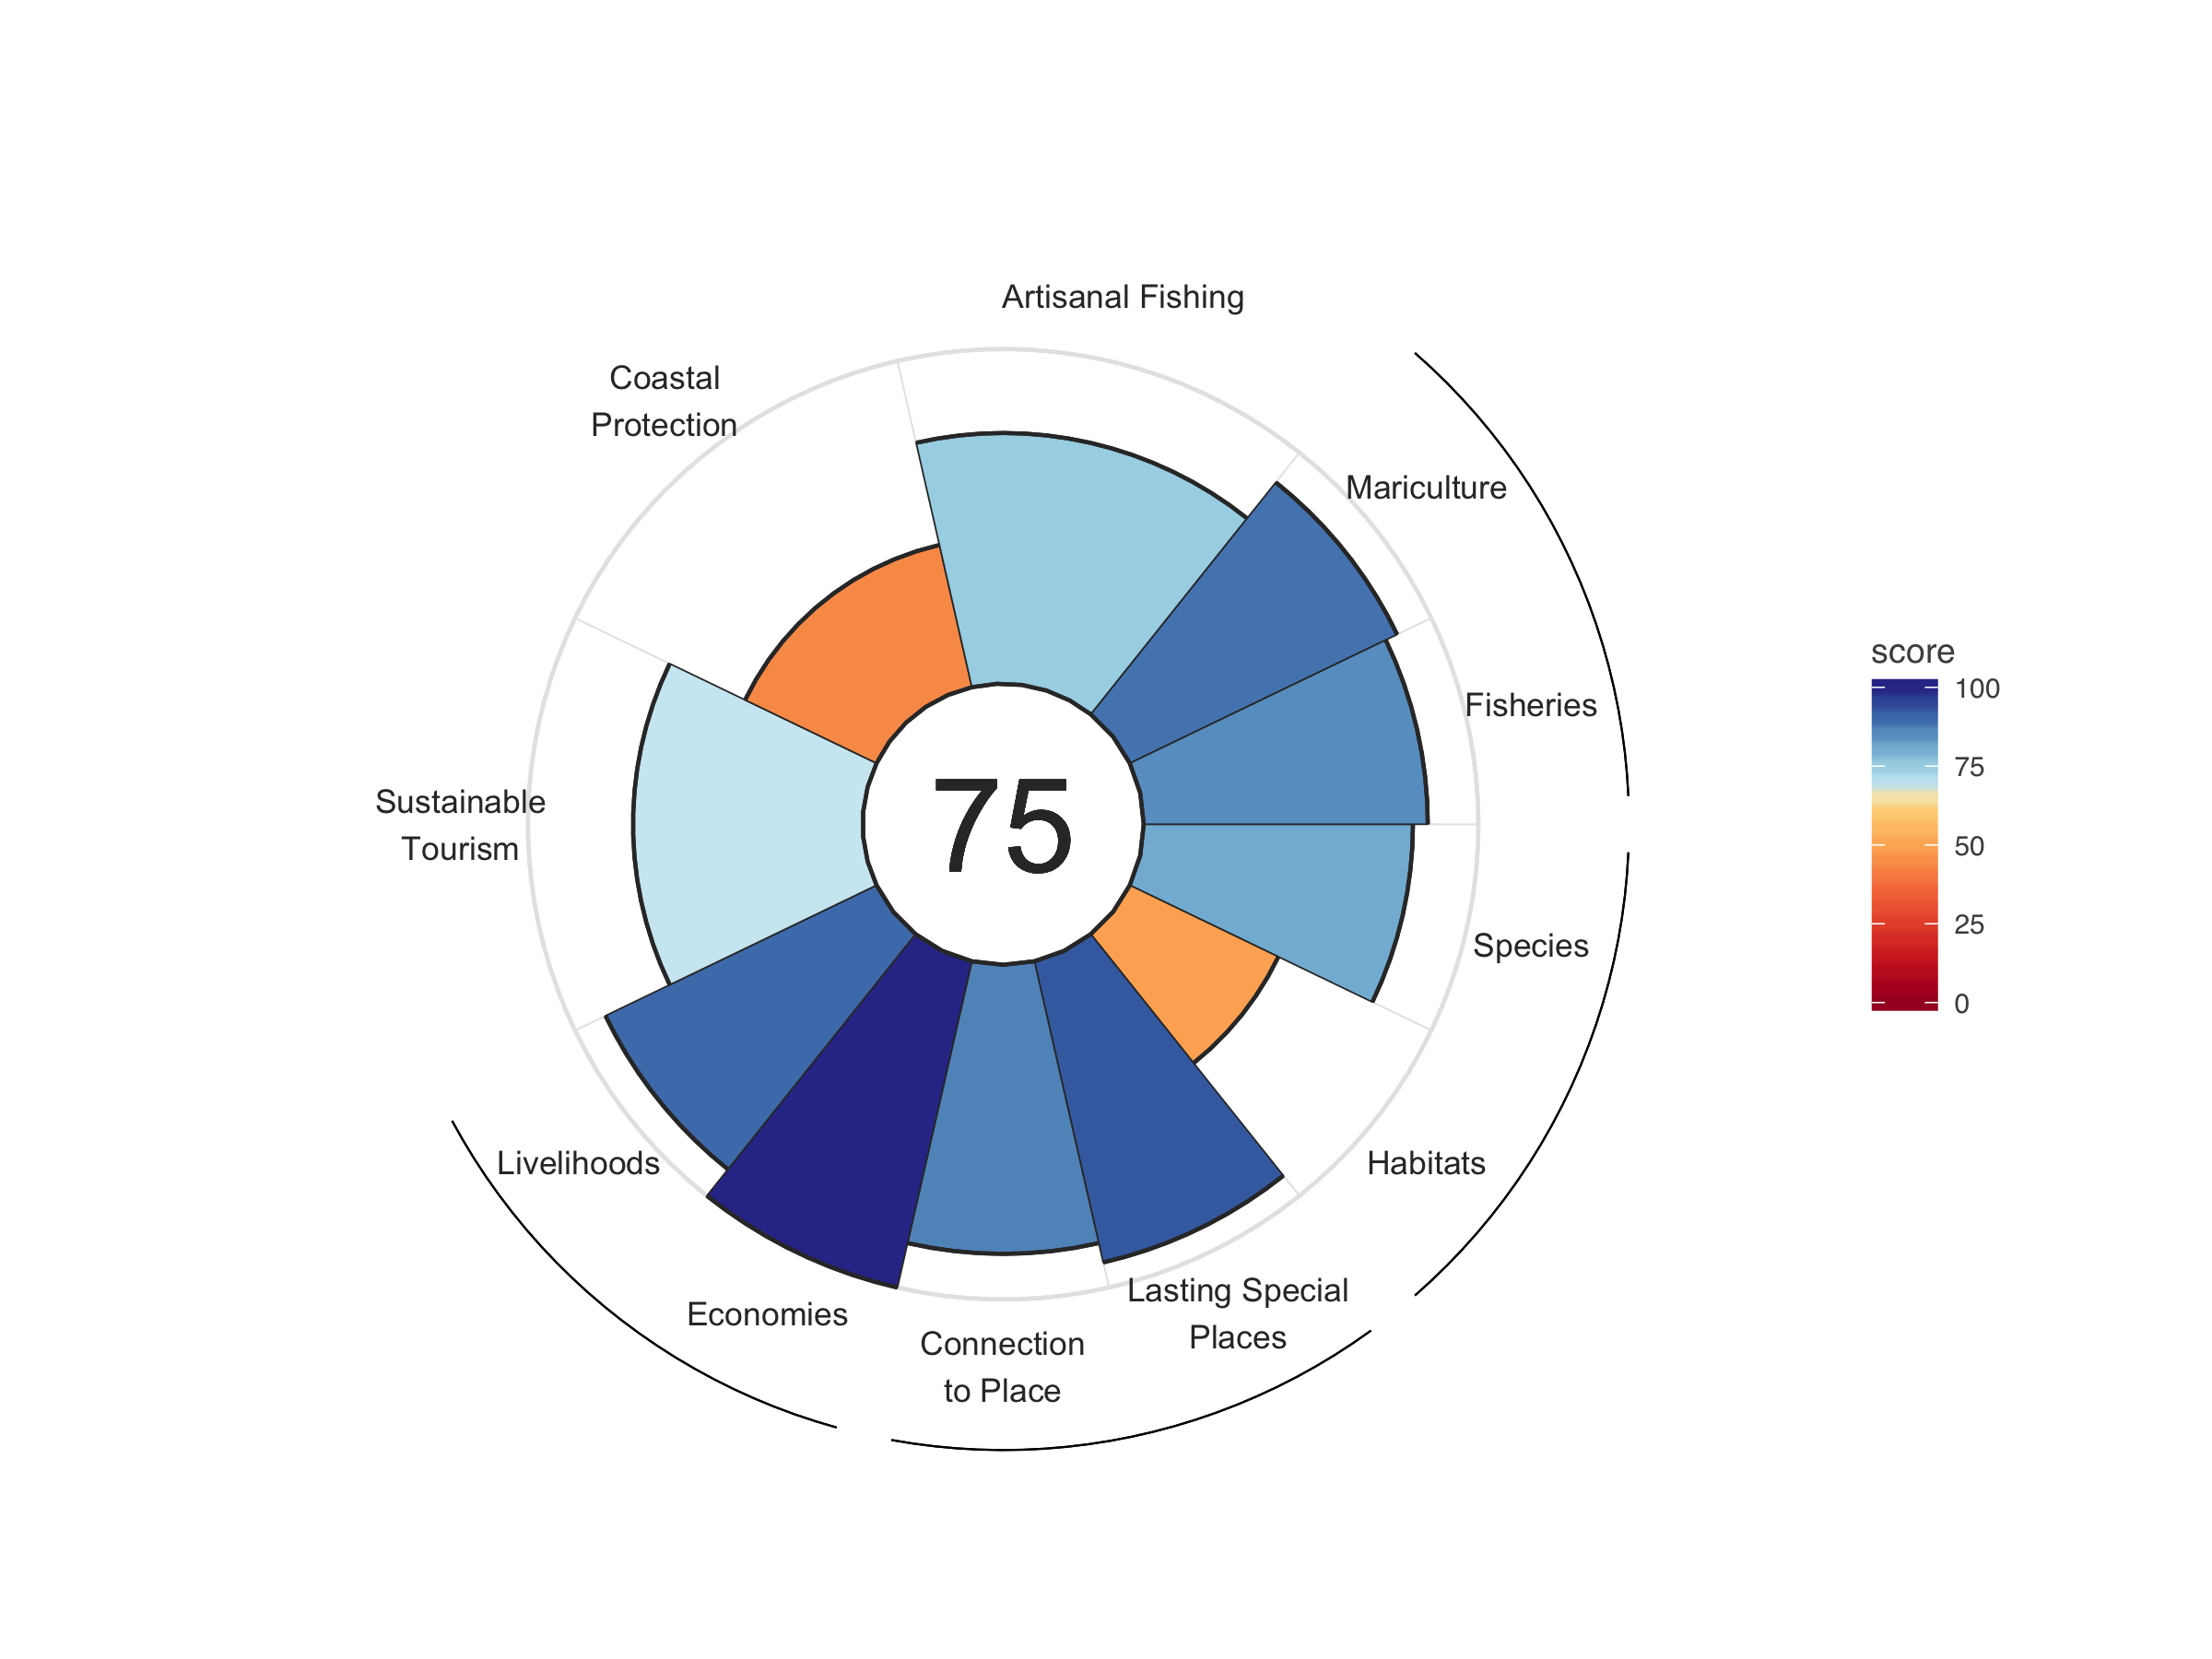 Artisanal Fishing
Coastal
Protection
Mariculture
Fisheries
score
100
75
50
25
0
75
Sustainable
Tourism
Species
Livelihoods
Habitats
Economies
Lasting Special
Places
Connection
to Place